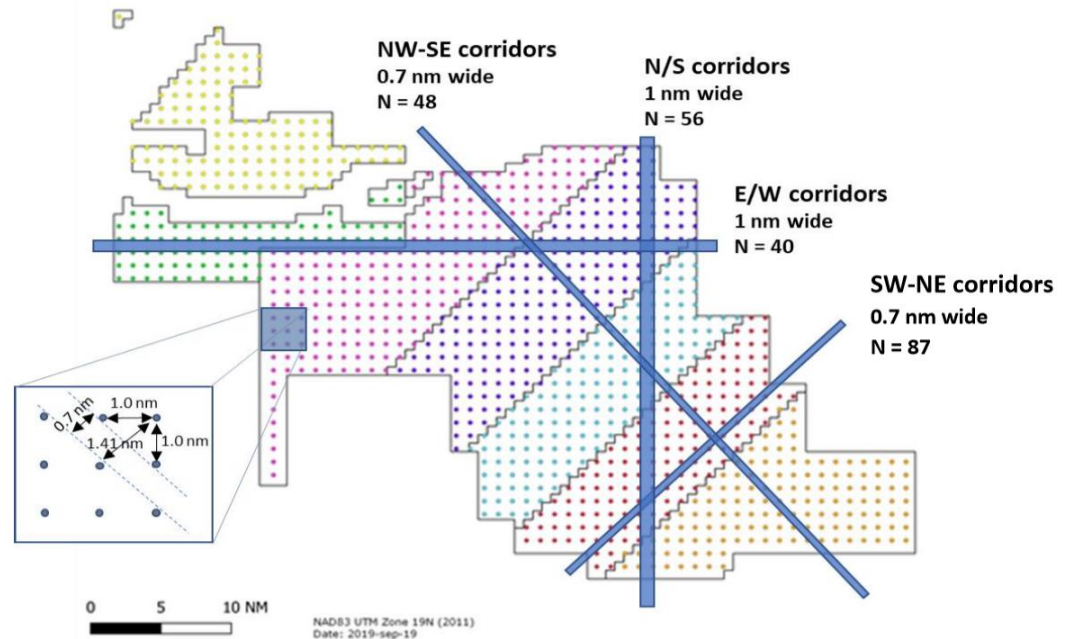 NW-SE corridors
0.7 nm wide
N = 48
N/S corridors
1 nm wide
N = 56
E/W corridors
1 nm wide
N = 40
SW-NE corridors
0.7 nm wide
N = 87
0.7 nm
1.0 nm
1.41 nm
1.0 nm
0 5 10 NM
NAD83 UTM Zone 19N (2011)
Date: 2019-sep-19